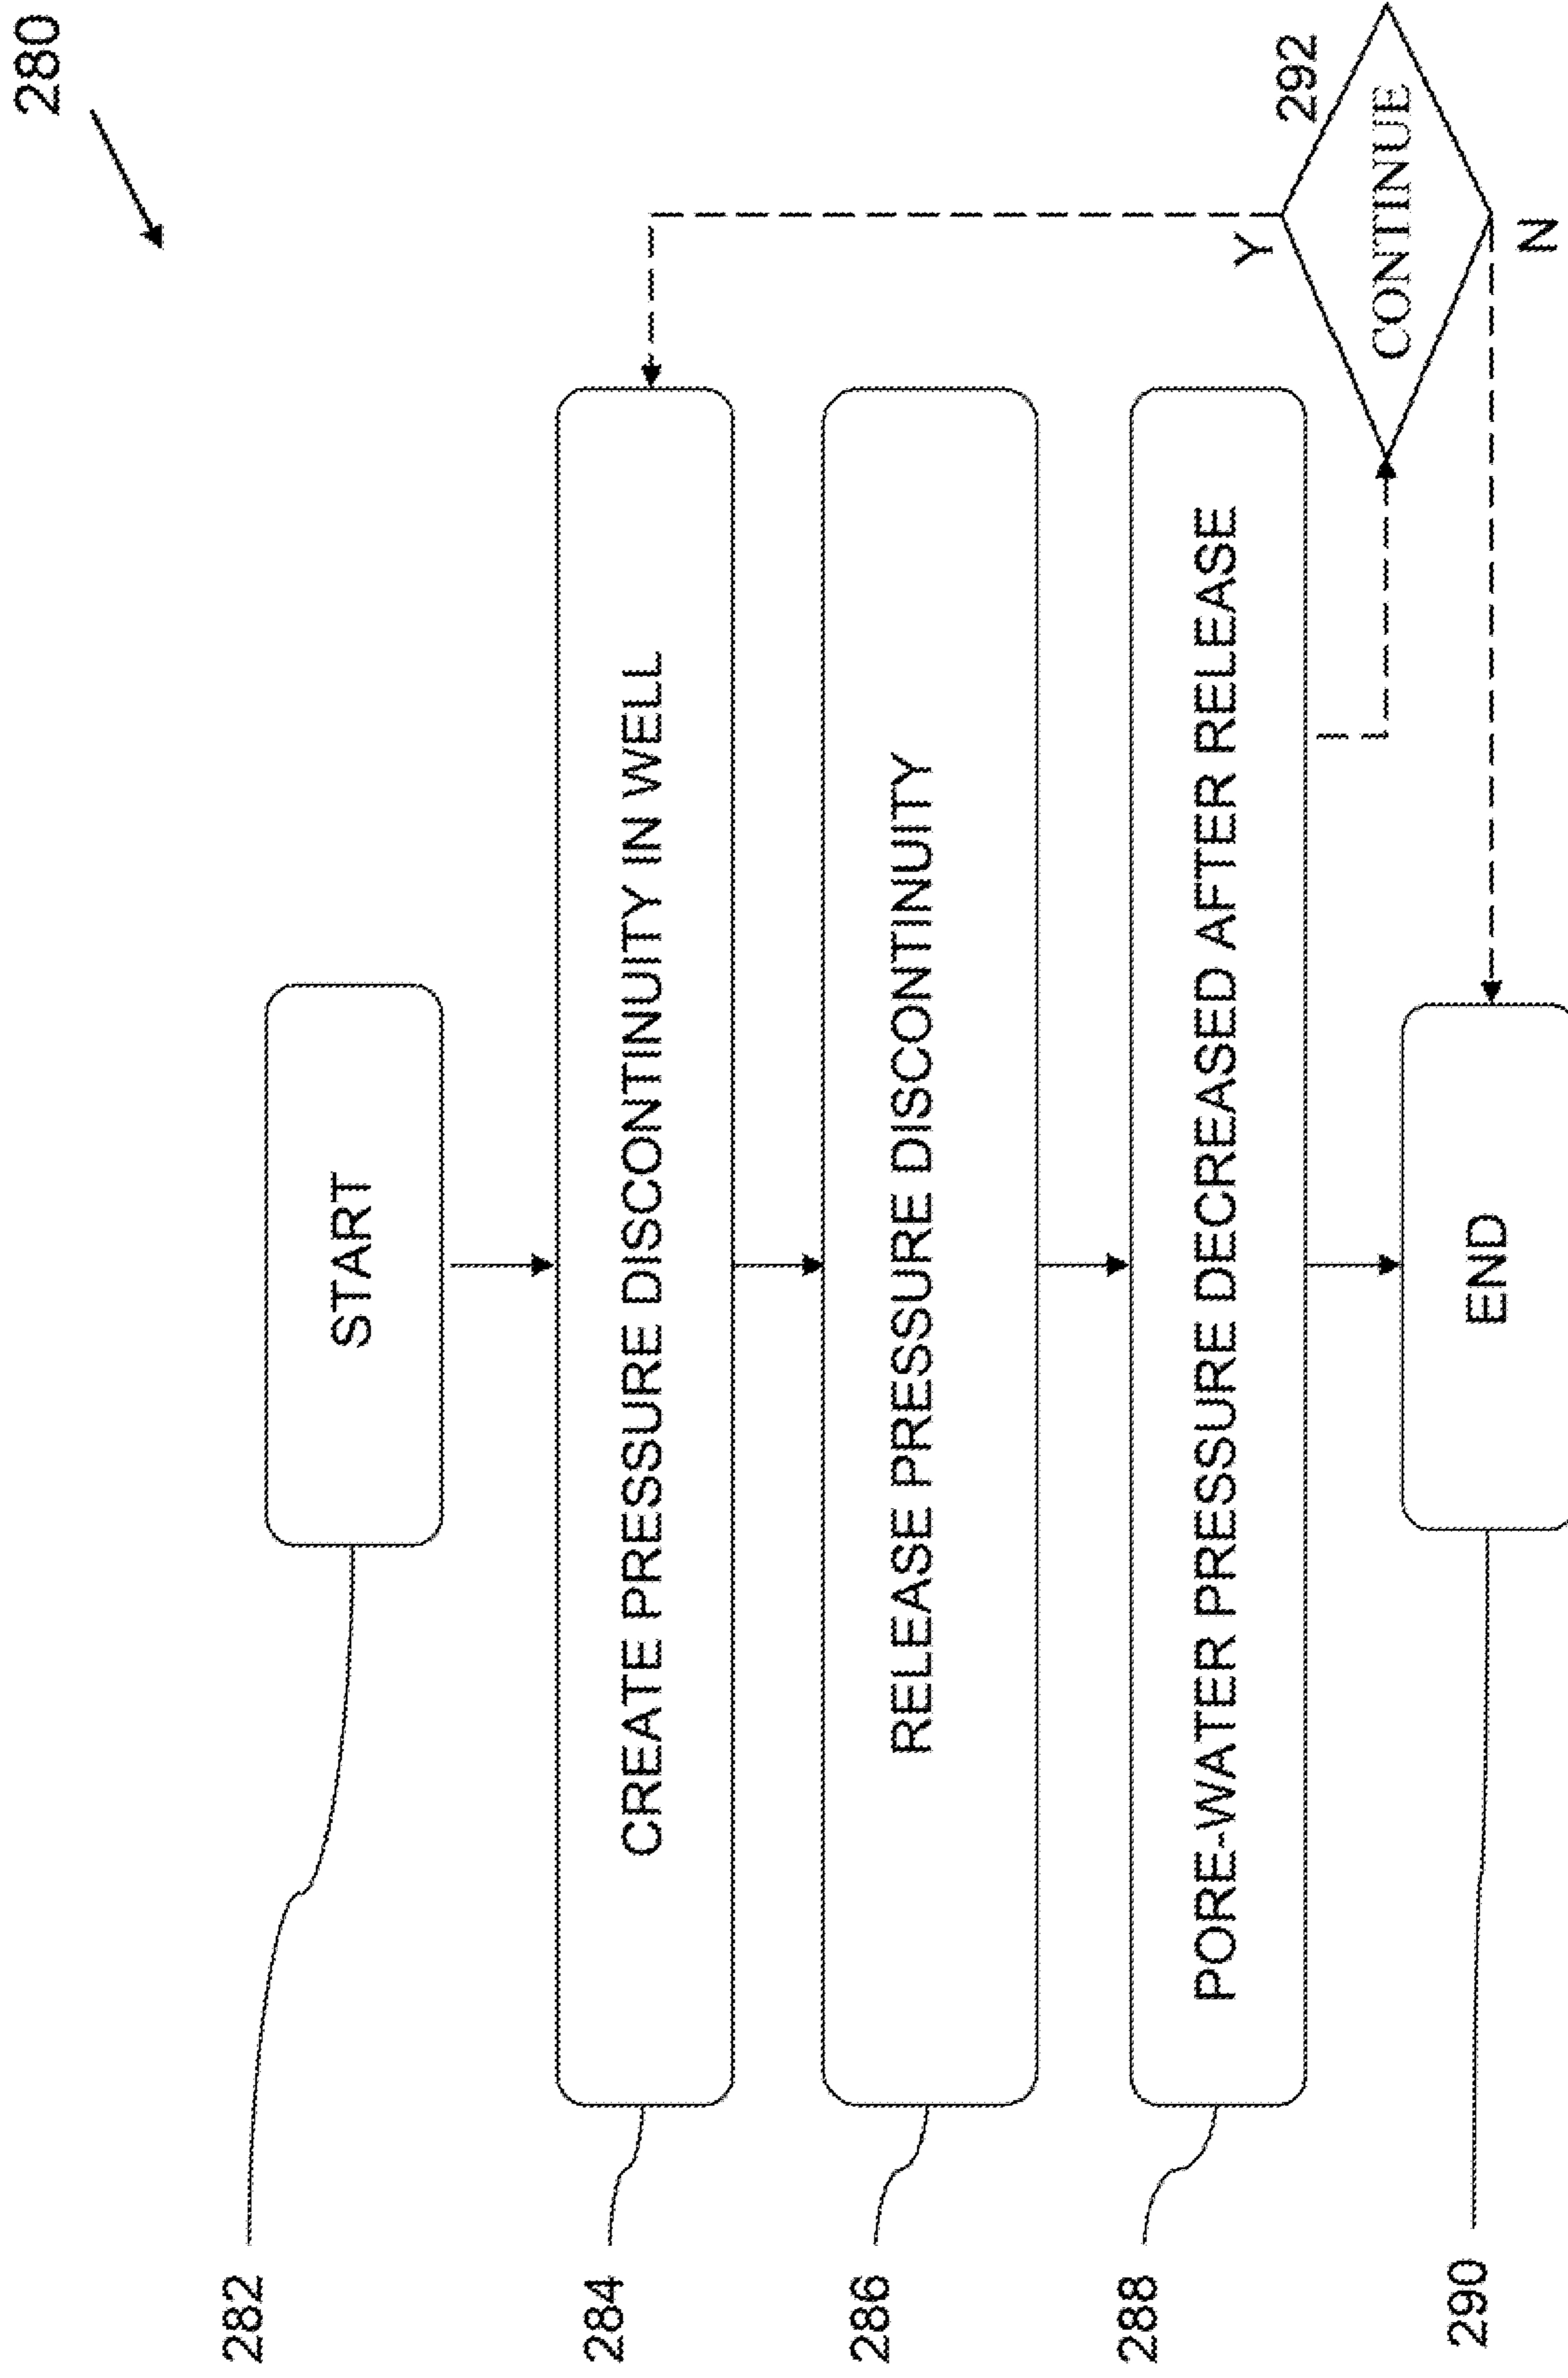 280
START
282
CREATE PRESSURE DISCONTINUITY IN WELL
284
RELEASE PRESSURE DISCONTINUITY
286
PORE-WATER PRESSURE DECREASED AFTER RELEASE
288
Y
292
CONTINUE
N
END
290